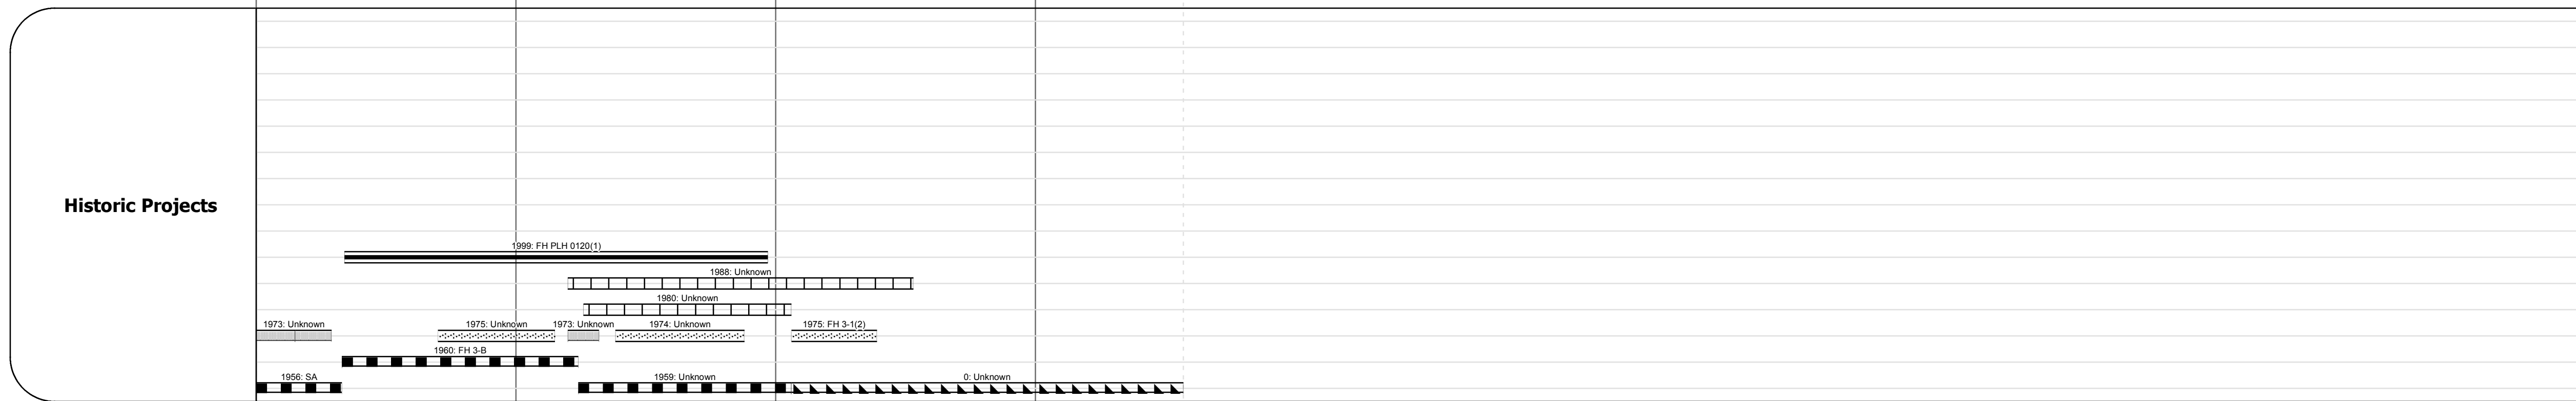 Historic Projects
1999: FH PLH 0120(1)
1988: Unknown
1980: Unknown
1973: Unknown
1975: Unknown
1973: Unknown
1974: Unknown
1975: FH 3-1(2)
1960: FH 3-B
1956: SA
1959: Unknown
0: Unknown